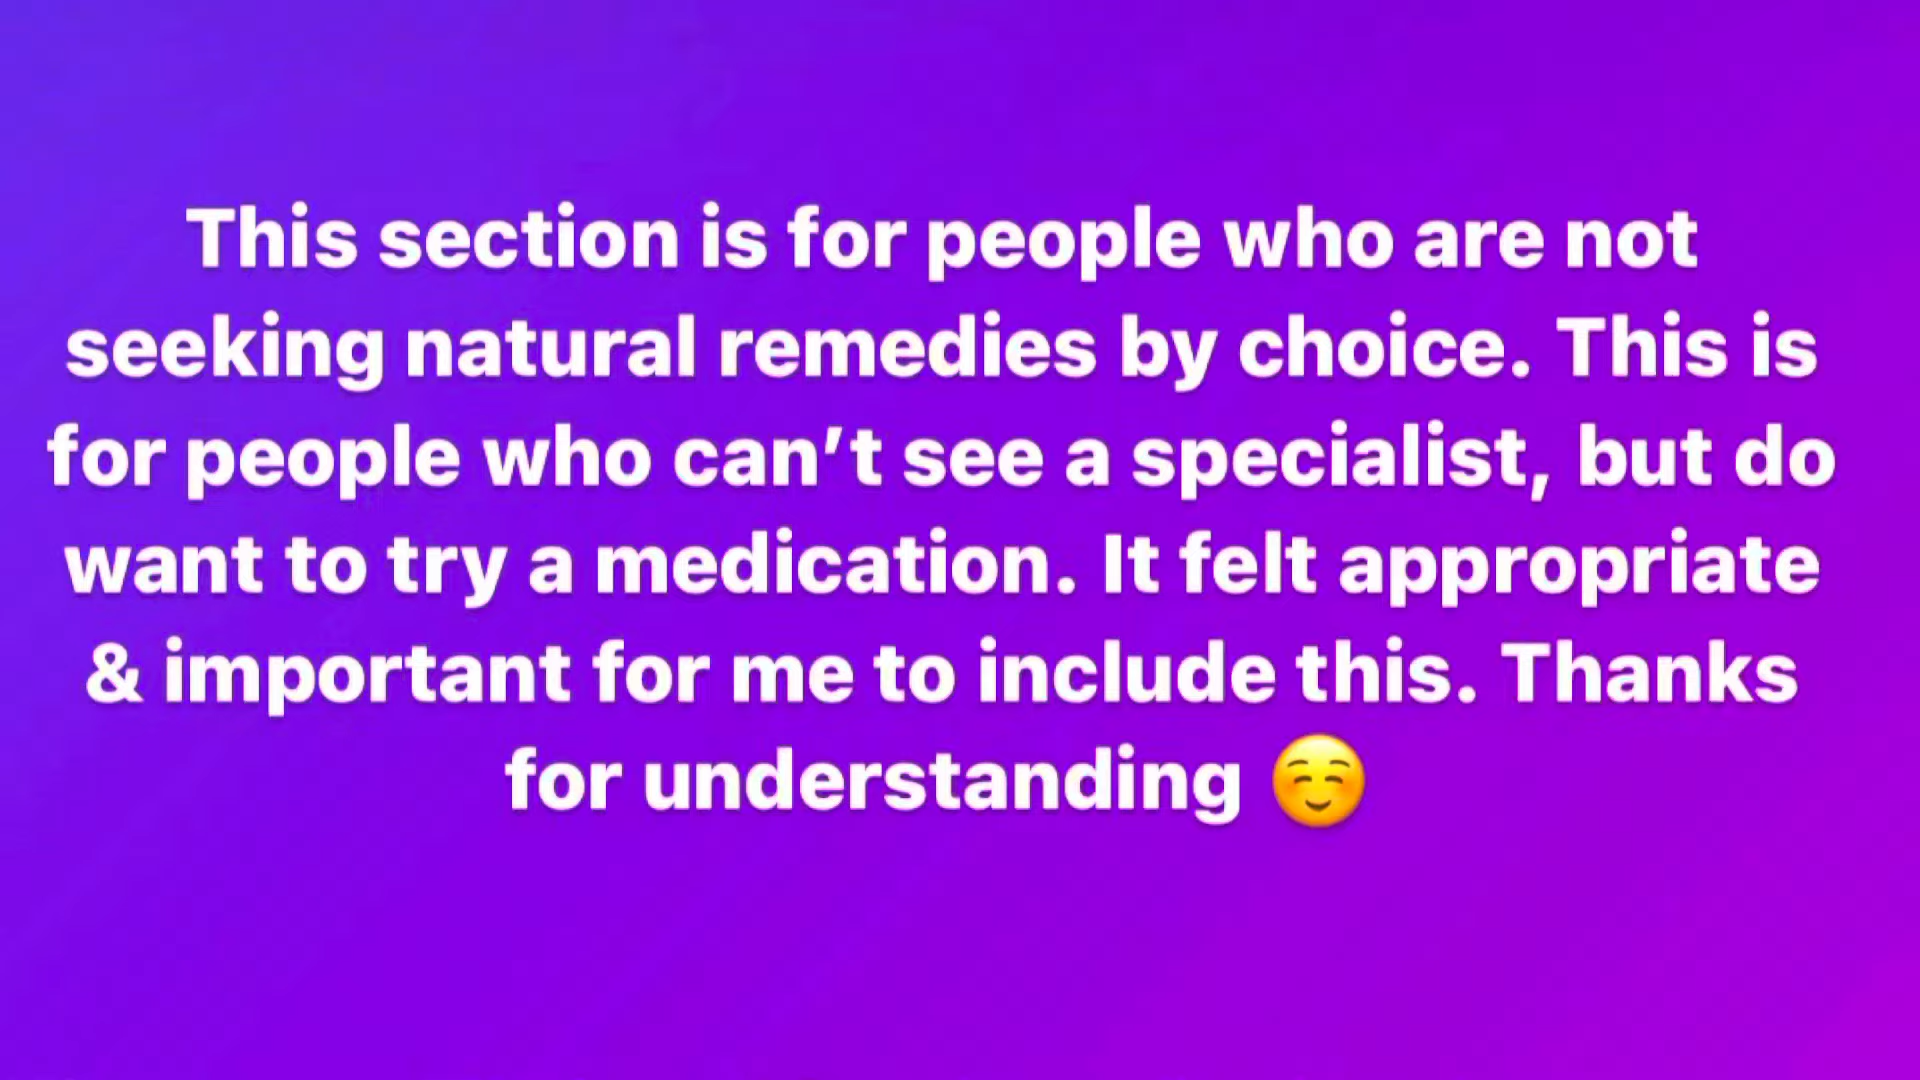 This section is for people who are not
seeking natural remedies by choice. This is
for people who can’t see a specialist, but do
want to try a medication. It felt appropriate
& important for me to include this. Thanks
for understanding ☺️